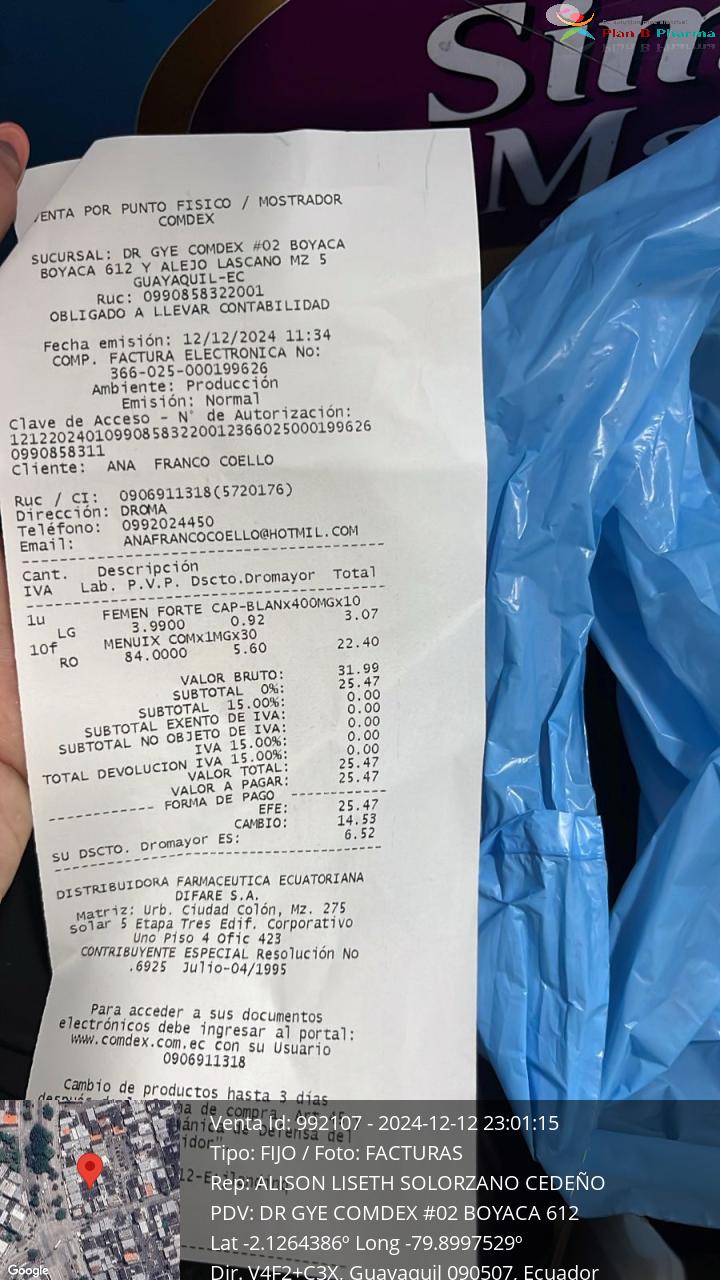 Plan B Pharma
Sim
Ma
VENTA POR PUNTO FISICO / MOSTRADOR
COMDEX
SUCURSAL: DR GYE COMDEX #02 BOYACA
BOYACA 612 Y ALEJO LASCANO MZ 5
GUAYAQUIL-EC
Ruc: 0990858322001
OBLIGADO A LLEVAR CONTABILIDAD
Fecha emisión: 12/12/2024 11:34
COMP. FACTURA ELECTRONICA No:
366-025-000199626
Ambiente: Producción
Emisión: Normal
Clave de Acceso - N° de Autorización:
121220240109908583220012366025000199626
0990858311
Cliente: ANA FRANCO COELLO
Ruc / CI: 0906911318(5720176)
Dirección: DROMA
Teléfono: 0992024450
Email: ANAFRANCOCOELLO@HOTMIL.COM
Cant. Descripción
IVA Lab. P.V.P. Dscto.Dromayor Total
1u FEMEN FORTE CAP-BLANx400MGx10
LG 3.9900 0.92 3.07
10f MENUIX COMx1MGx30
RO 84.0000 5.60 22.40
VALOR BRUTO: 31.99
SUBTOTAL 0%: 25.47
SUBTOTAL 15.00%: 0.00
SUBTOTAL EXENTO DE IVA: 0.00
SUBTOTAL NO OBJETO DE IVA: 0.00
IVA 15.00%: 0.00
TOTAL DEVOLUCION IVA 15.00%: 0.00
VALOR TOTAL: 25.47
VALOR A PAGAR: 25.47
FORMA DE PAGO
EFE: 25.47
CAMBIO: 14.53
SU DSCTO. Dromayor ES: 6.52
DISTRIBUIDORA FARMACEUTICA ECUATORIANA
DIFARE S.A.
Matriz: Urb. Ciudad Colón, Mz. 275
solar 5 Etapa Tres Edif. Corporativo
Uno Piso 4 Ofic 423
CONTRIBUYENTE ESPECIAL Resolución No
.6925 Julio-04/1995
Para acceder a sus documentos
electrónicos debe ingresar al portal:
www.comdex.com.ec con su Usuario
0906911318
Cambio de productos hasta 3 días
de compra, Art
Defensa del
idor"
Venta Id: 992107 - 2024-12-12 23:01:15
Tipo: FIJO / Foto: FACTURAS
Rep: ALISON LISETH SOLORZANO CEDEÑO
PDV: DR GYE COMDEX #02 BOYACA 612
Lat -2.1264386º Long -79.8997529º
Dir. V4F2+C3X, Guayaquil 090507, Ecuador
Google